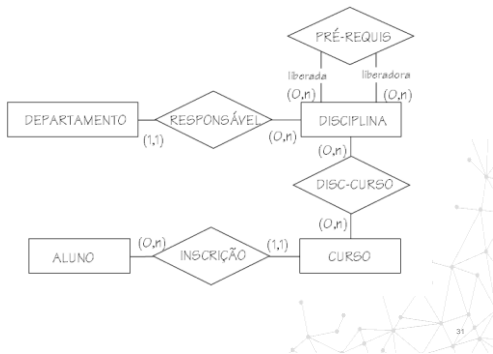 PRÉ-REQUIS
liberada
liberadora
(0,n)
(0,n)
DEPARTAMENTO
RESPONSÁVEL
DISCIPLINA
(1,1)
(0,n)
(0,n)
DISC-CURSO
(0,n)
(0,n)
(1,1)
ALUNO
INSCRIÇÃO
CURSO
31